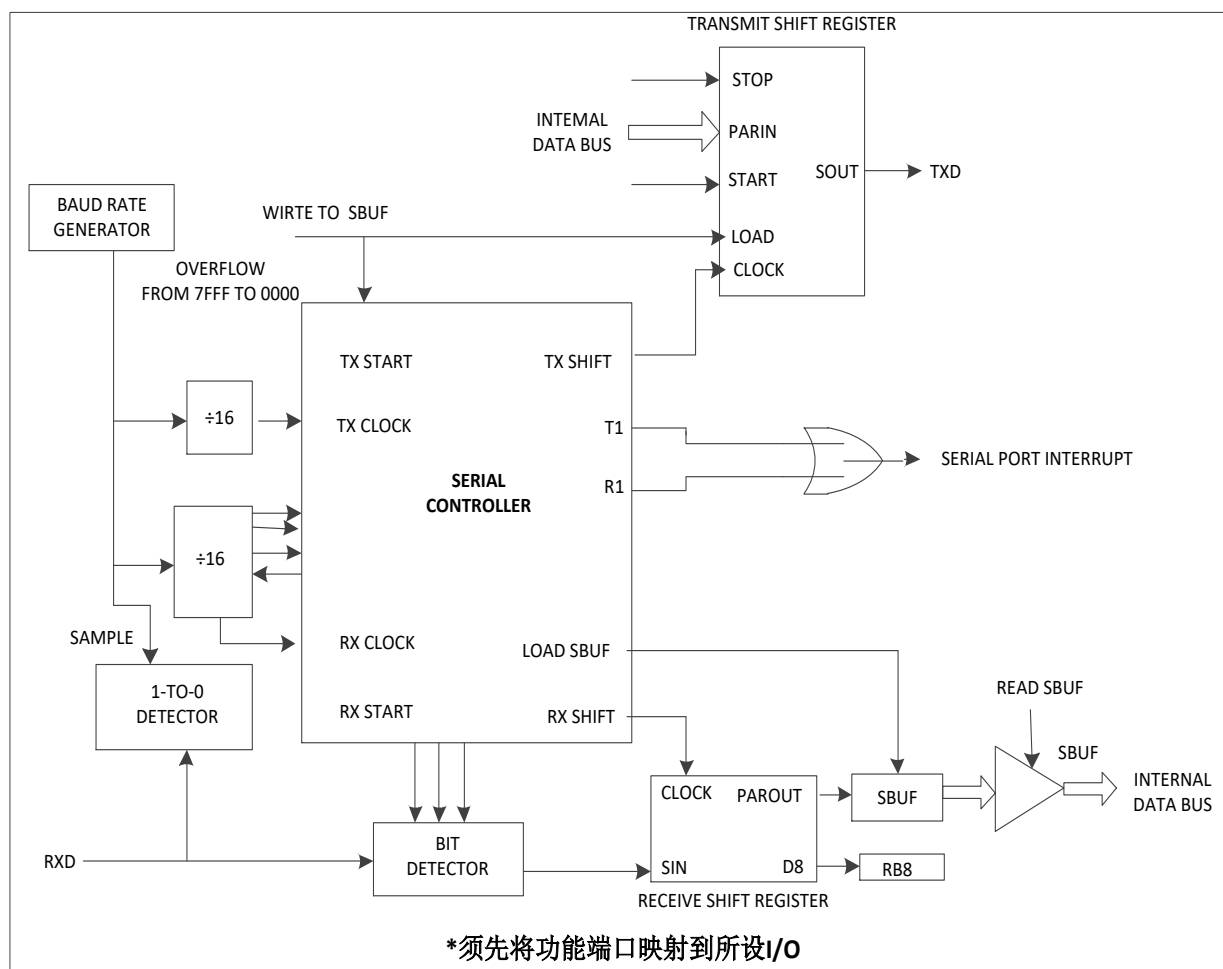 TRANSMIT SHIFT REGISTER
STOP
INTEMAL
DATA BUS
PARIN
START
SOUT
TXD
BAUD RATE
GENERATOR
WIRTE TO SBUF
LOAD
CLOCK
OVERFLOW
FROM 7FFF TO 0000
TX START
TX SHIFT
÷16
TX CLOCK
T1
SERIAL
CONTROLLER
SERIAL PORT INTERRUPT
R1
÷16
SAMPLE
RX CLOCK
LOAD SBUF
1-TO-0
DETECTOR
RX START
RX SHIFT
READ SBUF
SBUF
CLOCK
PAROUT
SBUF
INTERNAL
DATA BUS
RXD
BIT
DETECTOR
SIN
D8
RB8
RECEIVE SHIFT REGISTER
*须先将功能端口映射到所设I/O